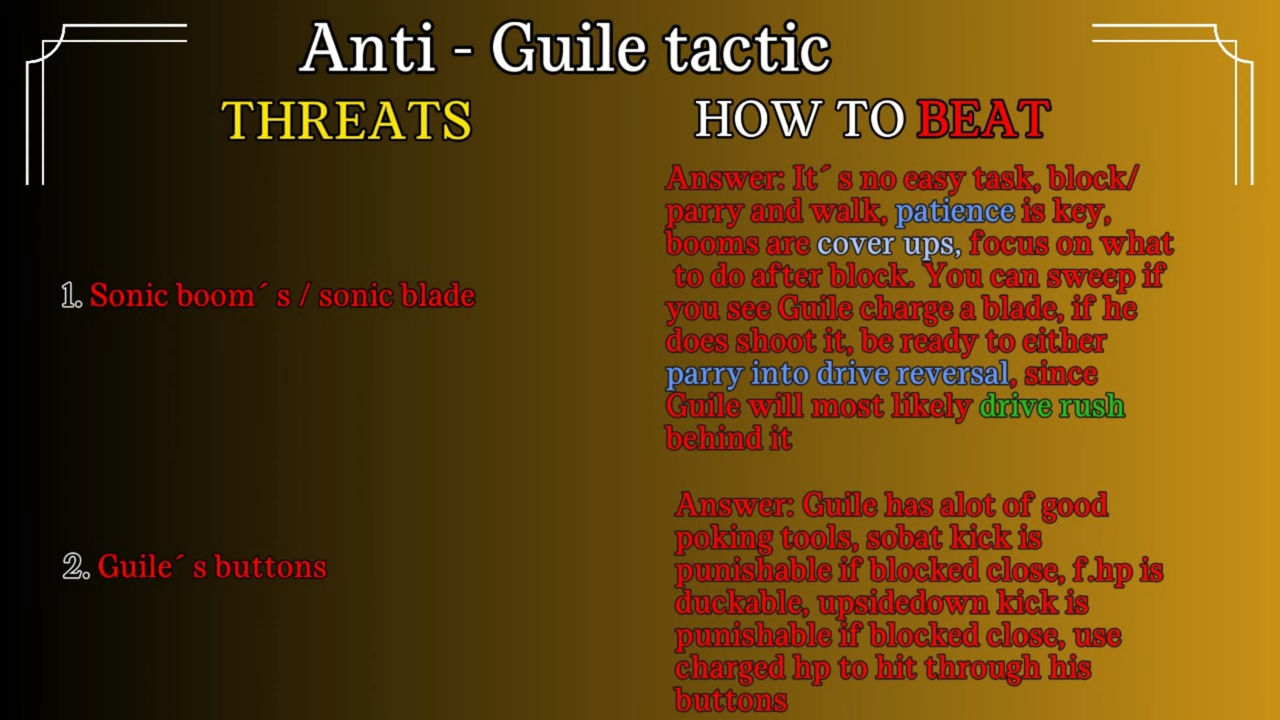 Anti - Guile tactic
THREATS
HOW TO BEAT
1. Sonic boom´ s / sonic blade
Answer: It´ s no easy task, block/
parry and walk, patience is key,
booms are cover ups, focus on what
to do after block. You can sweep if
you see Guile charge a blade, if he
does shoot it, be ready to either
parry into drive reversal, since
Guile will most likely drive rush
behind it
2. Guile´ s buttons
Answer: Guile has alot of good
poking tools, sobat kick is
punishable if blocked close, f.hp is
duckable, upsidedown kick is
punishable if blocked close, use
charged hp to hit through his
buttons